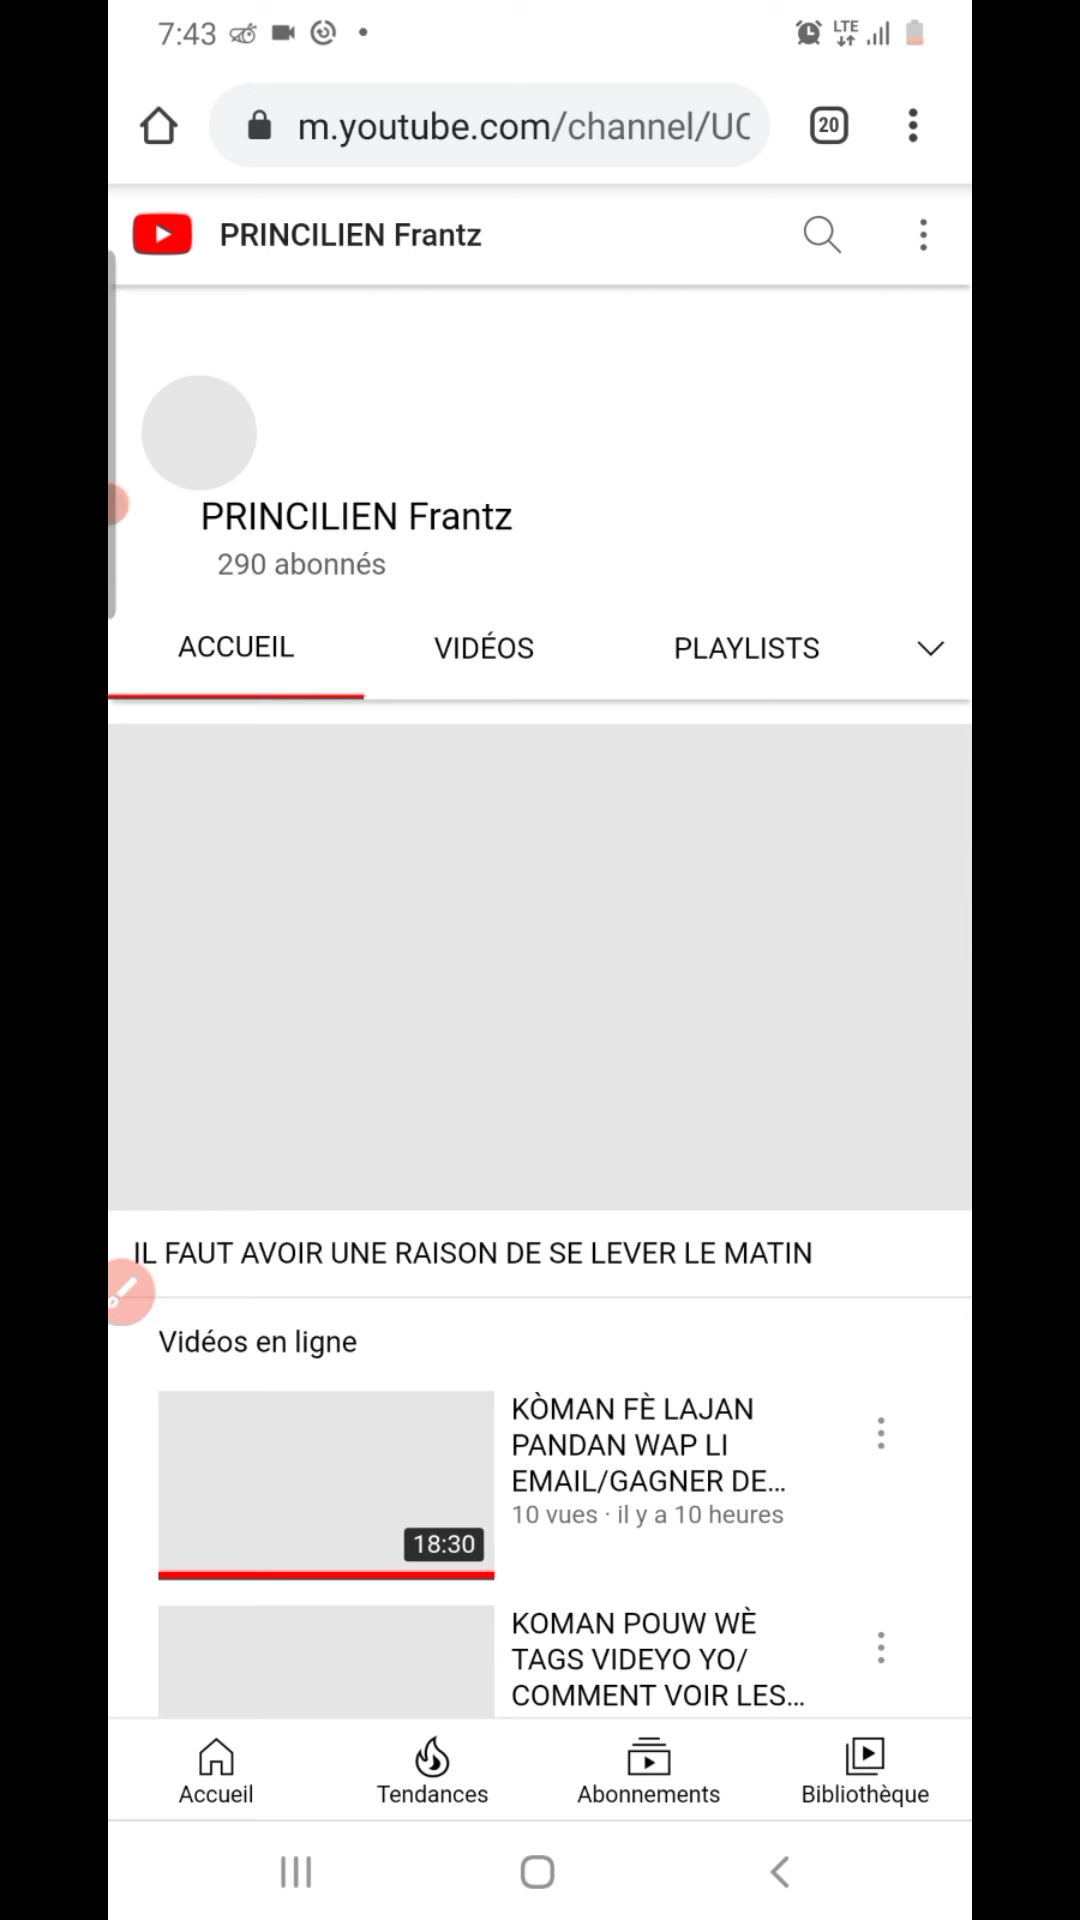 7:43
LTE
m.youtube.com/channel/UC
20
PRINCILIEN Frantz
PRINCILIEN Frantz
290 abonnés
ACCUEIL VIDÉOS PLAYLISTS
IL FAUT AVOIR UNE RAISON DE SE LEVER LE MATIN
Vidéos en ligne
KÒMAN FÈ LAJAN
PANDAN WAP LI
EMAIL/GAGNER DE...
10 vues · il y a 10 heures
18:30
KOMAN POUW WÈ
TAGS VIDEYO YO/
COMMENT VOIR LES...
Accueil Tendances Abonnements Bibliothèque